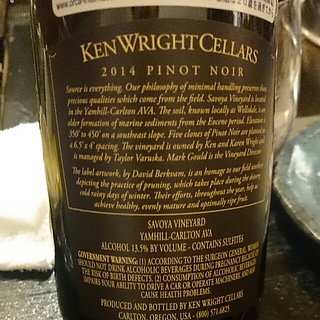 KEN WRIGHT CELLARS
2014 PINOT NOIR
Source is everything. Our philosophy of minimal handling preserves those
precious qualities which come from the field. Savoya Vineyard is located
in the Yamhill-Carlton AVA. The soil, known locally as Wellsdale, is an
older formation of marine sediments from the Eocene period. Elevation is
350' to 450' on a southeast slope. Five clones of Pinot Noir are planted on
a 6.5' x 4' spacing. The vineyard is owned by Ken and Karen Wright and
is managed by Taylor Varuska. Mark Gould is the Vineyard Director.
The label artwork, by David Berkvam, is an homage to our field workers
depicting the practice of pruning, which takes place during the drizzly
cold rainy days of winter. Their efforts, throughout the year, help us
achieve healthy, evenly mature and optimally ripe fruit.
SAVOYA VINEYARD
YAMHILL-CARLTON AVA
ALCOHOL 13.5% BY VOLUME - CONTAINS SULFITES
GOVERNMENT WARNING: (1) ACCORDING TO THE SURGEON GENERAL, WOMEN
SHOULD NOT DRINK ALCOHOLIC BEVERAGES DURING PREGNANCY BECAUSE OF
THE RISK OF BIRTH DEFECTS. (2) CONSUMPTION OF ALCOHOLIC BEVERAGES
IMPAIRS YOUR ABILITY TO DRIVE A CAR OR OPERATE MACHINERY, AND MAY
CAUSE HEALTH PROBLEMS.
PRODUCED AND BOTTLED BY KEN WRIGHT CELLARS
CARLTON, OREGON, USA - (800) 571.6825